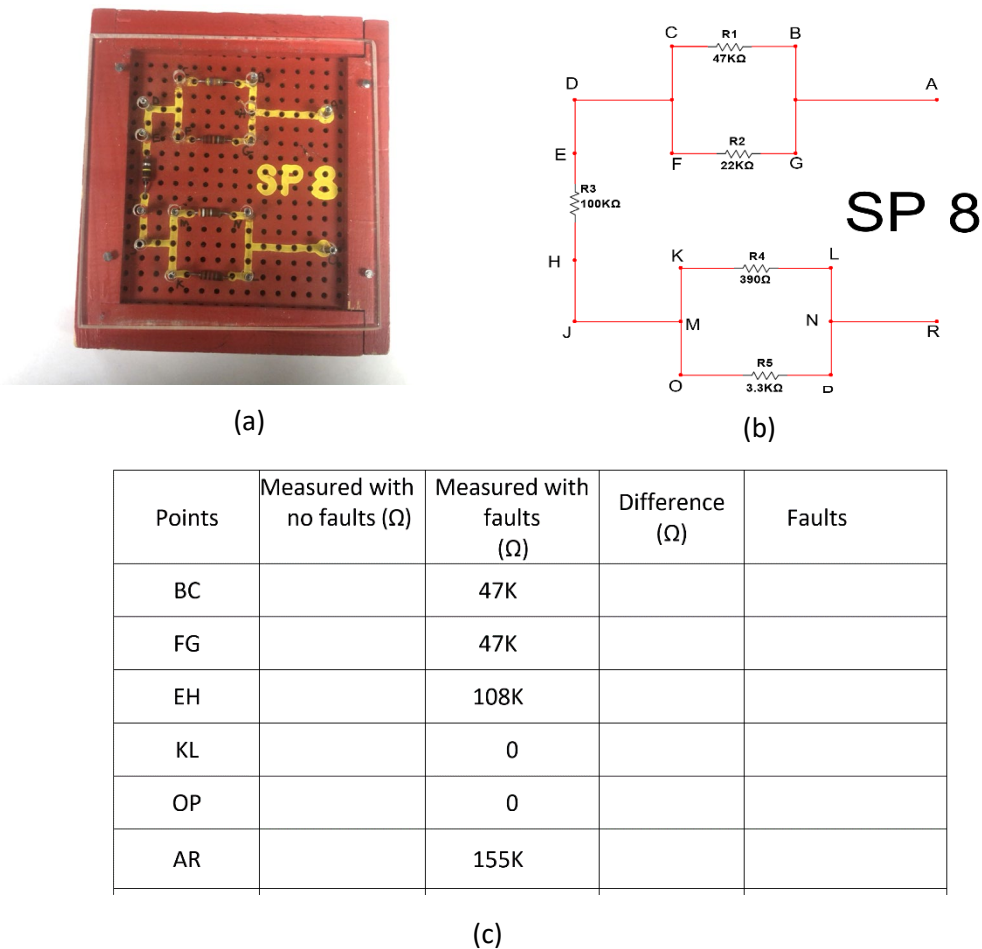 SP 8
C
R1
B
47KΩ
D
A
R2
E
F
22KΩ
G
R3
100KΩ
SP 8
H
K
R4
L
390Ω
J
M
N
R
R5
O
3.3KΩ
(a)
(b)
Points
Measured with
no faults (Ω)
Measured with
faults
(Ω)
Difference
(Ω)
Faults
BC
47K
FG
47K
EH
108K
KL
0
OP
0
AR
155K
(c)